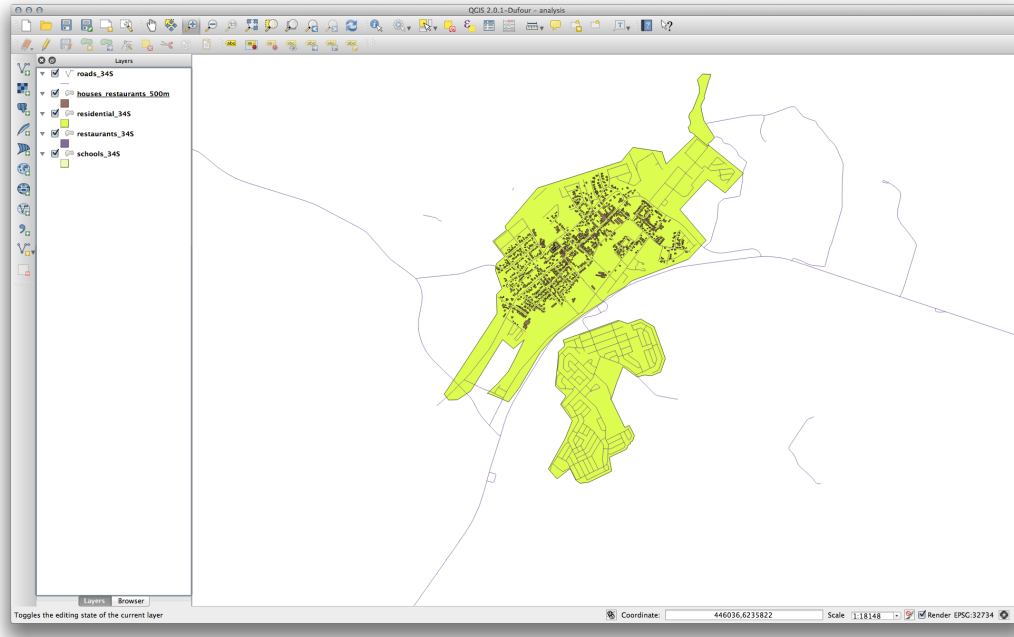 QGIS 2.0.1-Dufour - analysis
Layers
roads_34S
houses_restaurants_500m
residential_34S
restaurants_34S
schools_34S
Layers Browser
Toggles the editing state of the current layer
Coordinate: 446036,6235822 Scale 1:18148 Render EPSG:32734